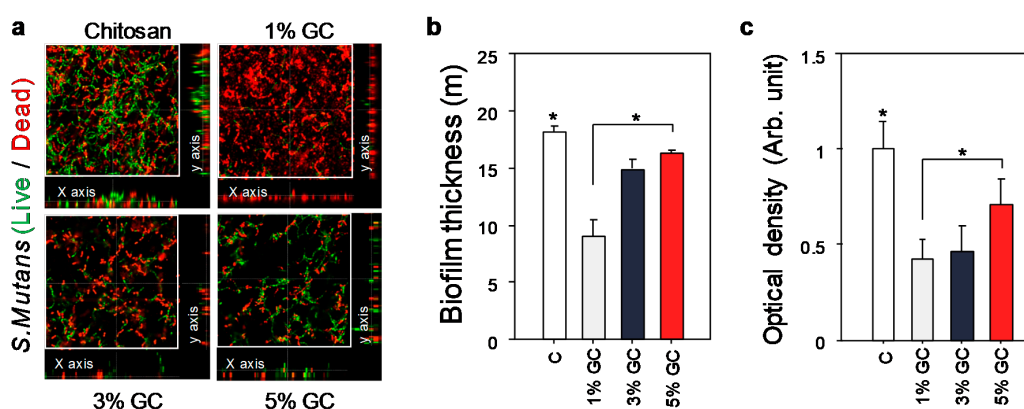 a
Chitosan
1% GC
S.Mutans (Live / Dead)
X axis
y axis
X axis
y axis
X axis
y axis
X axis
y axis
3% GC
5% GC
b
Biofilm thickness (m)
25
20
15
10
5
0
*
*
C
1% GC
3% GC
5% GC
c
Optical density (Arb. unit)
1.5
1
0.5
0
*
*
C
1% GC
3% GC
5% GC